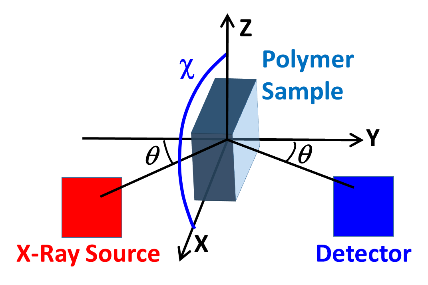 Z
χ
Polymer
Sample
Y
θ
θ
X
X-Ray Source
Detector